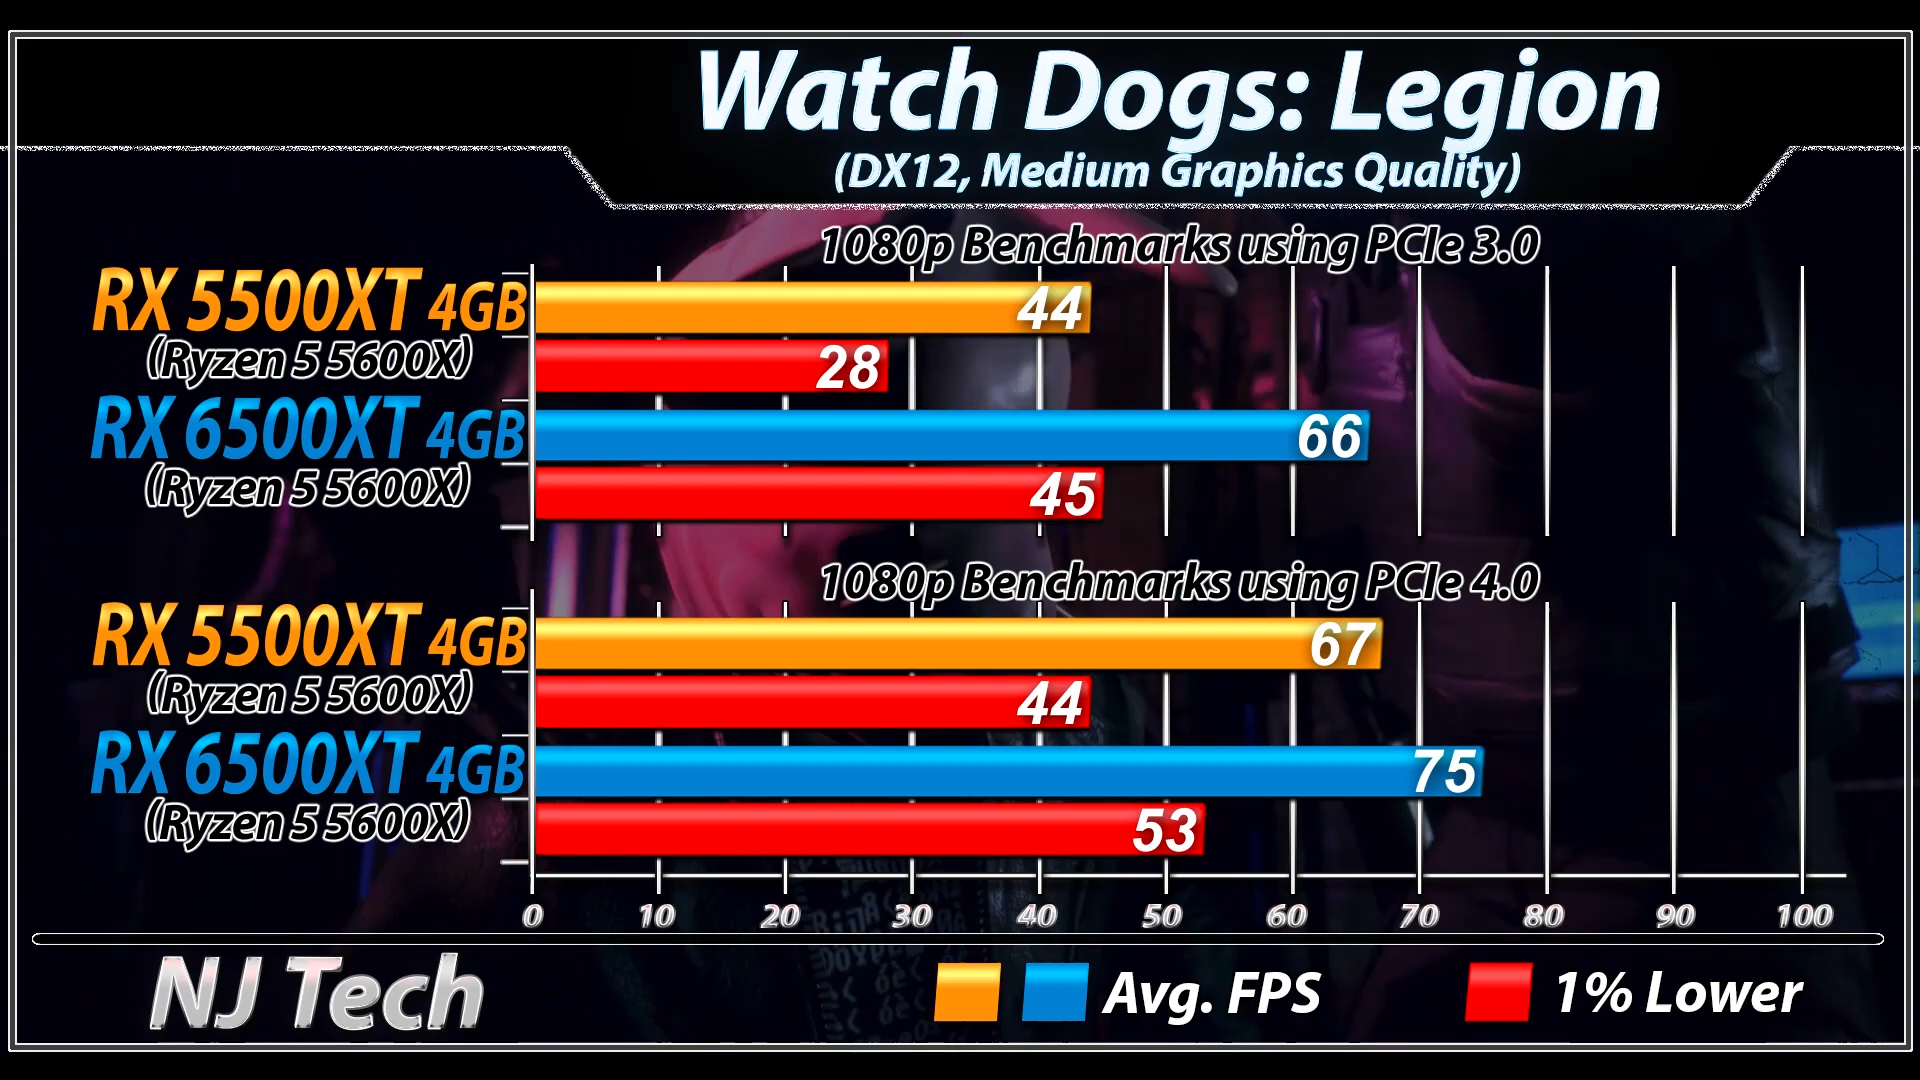 Watch Dogs: Legion
(DX12, Medium Graphics Quality)
1080p Benchmarks using PCIe 3.0
RX 5500XT 4GB
44
(Ryzen 5 5600X)
28
RX 6500XT 4GB
66
(Ryzen 5 5600X)
45
1080p Benchmarks using PCIe 4.0
RX 5500XT 4GB
67
(Ryzen 5 5600X)
44
RX 6500XT 4GB
75
(Ryzen 5 5600X)
53
0 10 20 30 40 50 60 70 80 90 100
NJ Tech
Avg. FPS
1% Lower